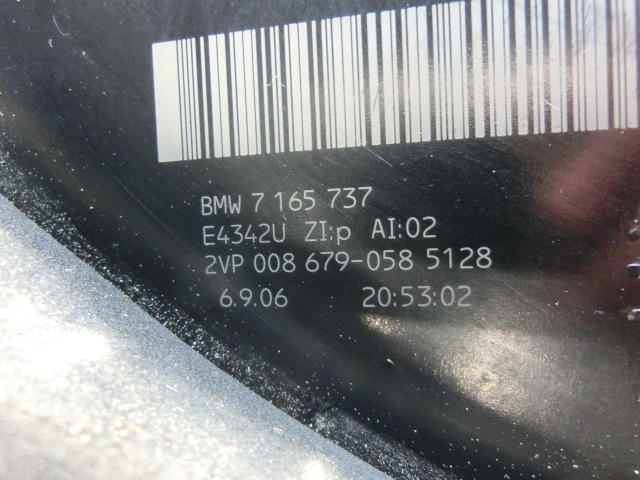 BMW 7 165 737
E4342U ZI:p AI:02
2VP 008 679-058 5128
6.9.06 20:53:02